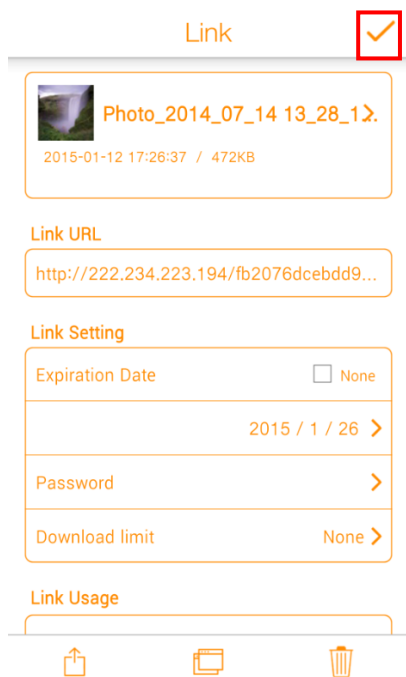 Link
Photo_2014_07_14 13_28_1
2015-01-12 17:26:37 / 472KB
Link URL
http://222.234.223.194/fb2076dcebdd9...
Link Setting
Expiration Date None
2015 / 1 / 26
Password
Download limit None
Link Usage